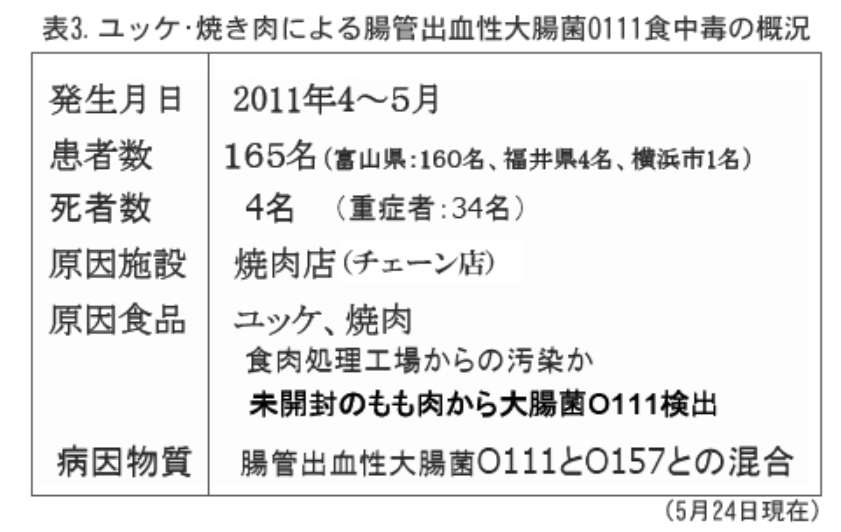 表3. ユッケ・焼き肉による腸管出血性大腸菌O111食中毒の概況
発生月日 2011年4～5月
患者数 165名(富山県:160名、福井県4名、横浜市1名)
死者数 4名 （重症者:34名）
原因施設 焼肉店(チェーン店)
原因食品 ユッケ、焼肉
食肉処理工場からの汚染か
未開封のもも肉から大腸菌O111検出
病因物質 腸管出血性大腸菌O111とO157との混合
(5月24日現在)